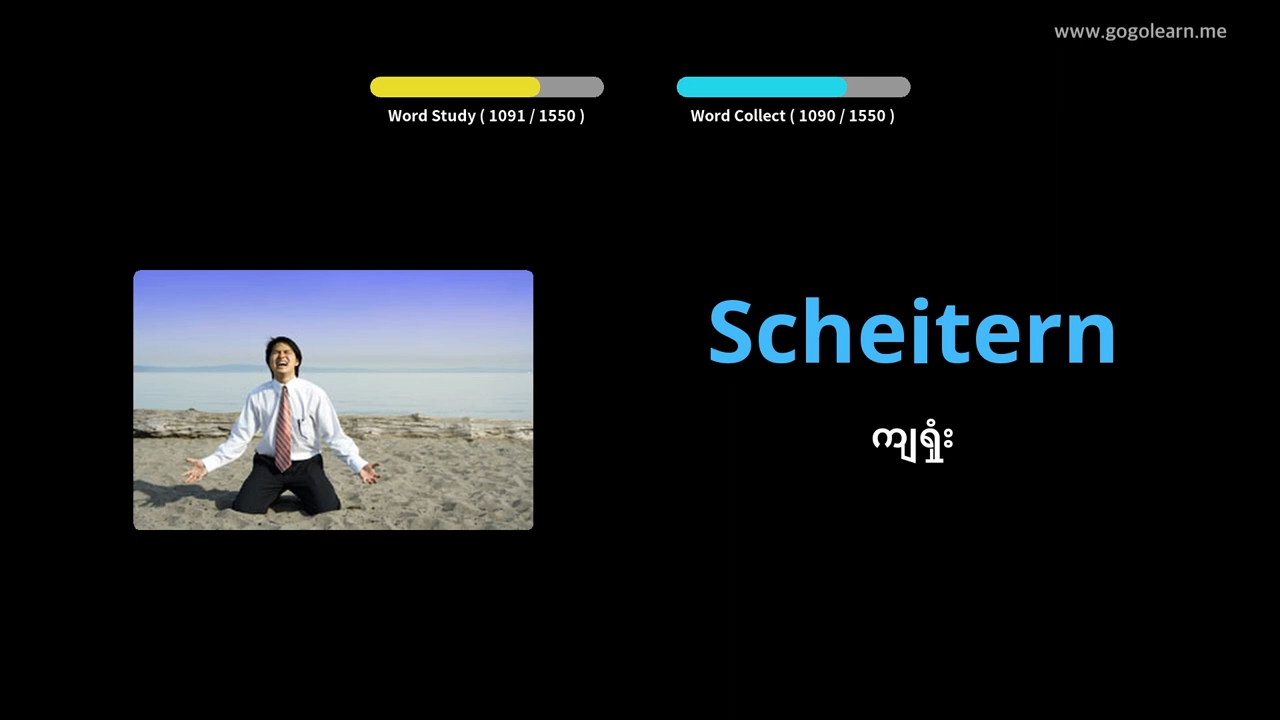 www.gogolearn.me
Word Study ( 1091 / 1550 )
Word Collect ( 1090 / 1550 )
Scheitern
ကျရှုံး